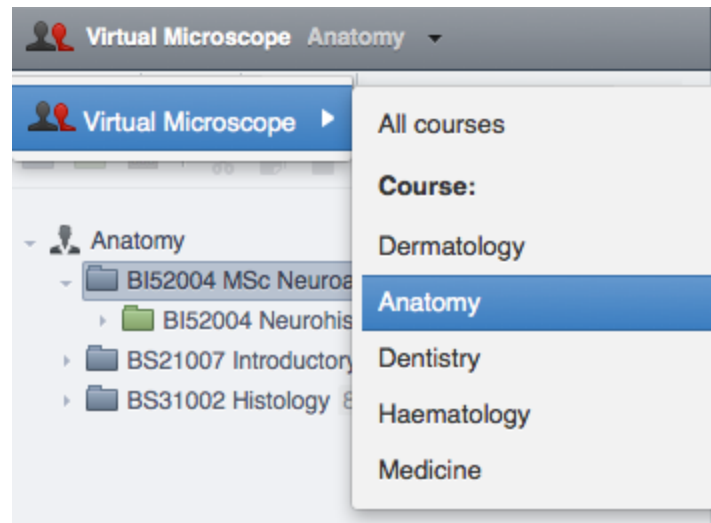 Virtual Microscope Anatomy
Virtual Microscope
All courses
Course:
Dermatology
Anatomy
Dentistry
Haematology
Medicine
Anatomy
BI52004 MSc Neuroa
BI52004 Neurohis
BS21007 Introductory
BS31002 Histology